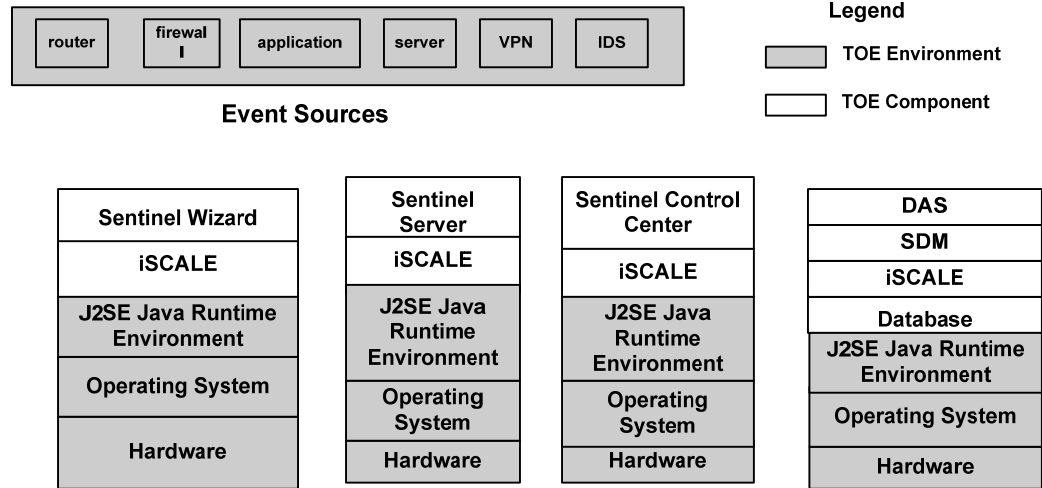 Legend
router
firewal
l
application
server
VPN
IDS
TOE Environment
TOE Component
Event Sources
Sentinel Wizard
iSCALE
J2SE Java Runtime
Environment
Operating System
Hardware
Sentinel
Server
iSCALE
J2SE Java
Runtime
Environment
Operating
System
Hardware
Sentinel Control
Center
iSCALE
J2SE Java
Runtime
Environment
Operating
System
Hardware
DAS
SDM
iSCALE
Database
J2SE Java Runtime
Environment
Operating System
Hardware